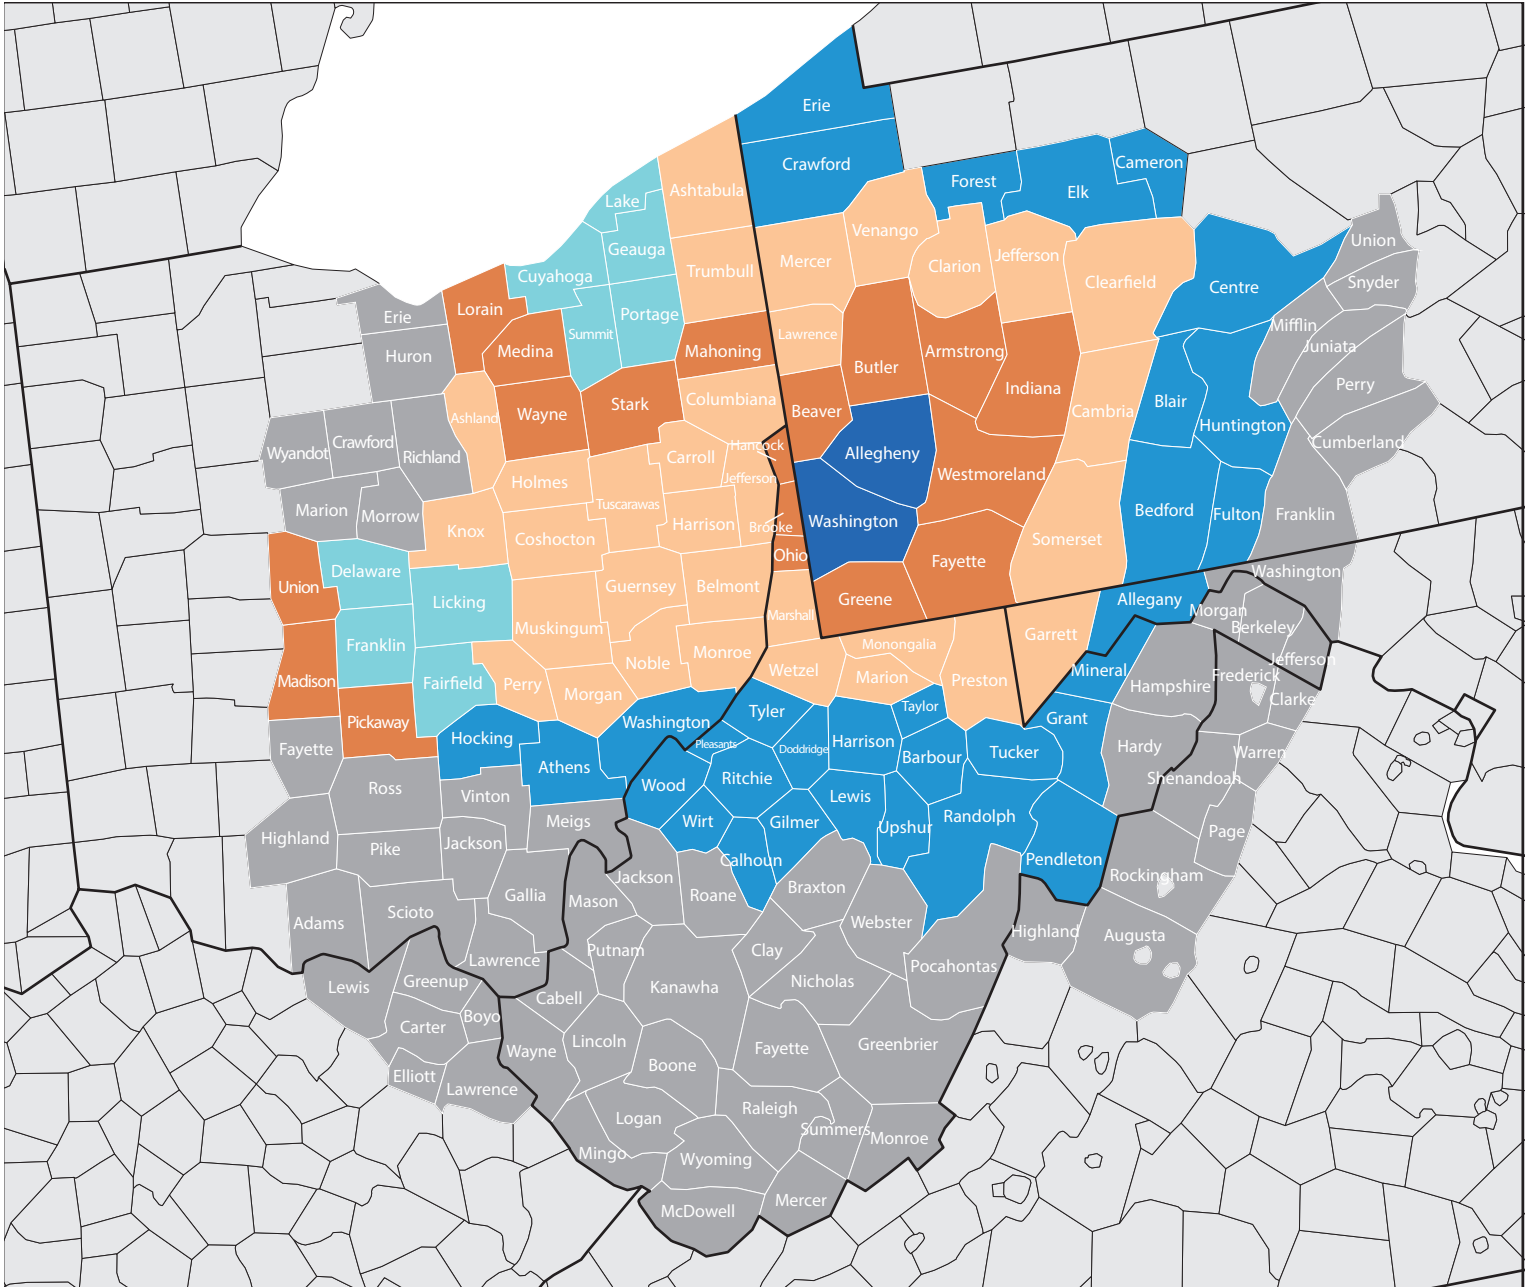 Erie
Crawford
Cameron
Forest
Elk
Ashtabula
Lake
Venango
Union
Geauga
Mercer
Jefferson
Clarion
Trumbull
Cuyahoga
Clearfield
Snyder
Centre
Lorain
Erie
Portage
Summit
Lawrence
Mifflin
Juniata
Huron
Medina
Mahoning
Armstrong
Butler
Indiana
Perry
Columbiana
Stark
Wayne
Ashland
Beaver
Cambria
Blair
Huntington
Wyandot
Crawford
Richland
Hancock
Carroll
Allegheny
Cumberland
Jefferson
Westmoreland
Holmes
Tuscarawas
Marion
Morrow
Knox
Coshocton
Harrison
Brooke
Washington
Bedford
Fulton
Franklin
Somerset
Ohio
Fayette
Delaware
Union
Licking
Guernsey
Belmont
Greene
Washington
Allegany
Morgan
Berkeley
Marshall
Muskingum
Franklin
Monongalia
Garrett
Jefferson
Noble
Monroe
Wetzel
Marion
Preston
Mineral
Hampshire
Frederick
Clarke
Madison
Fairfield
Perry
Morgan
Pickaway
Washington
Tyler
Taylor
Grant
Fayette
Hocking
Pleasants
Doddridge
Harrison
Barbour
Tucker
Hardy
Warren
Athens
Wood
Ritchie
Shenandoah
Ross
Vinton
Lewis
Meigs
Wirt
Gilmer
Upshur
Randolph
Page
Highland
Pike
Jackson
Calhoun
Pendleton
Rockingham
Jackson
Braxton
Gallia
Mason
Roane
Adams
Scioto
Webster
Highland
Augusta
Lawrence
Putnam
Clay
Pocahontas
Lewis
Greenup
Cabell
Kanawha
Nicholas
Boyo
Carter
Wayne
Lincoln
Fayette
Greenbrier
Boone
Elliott
Lawrence
Logan
Raleigh
Summers
Monroe
Mingo
Wyoming
Mercer
McDowell